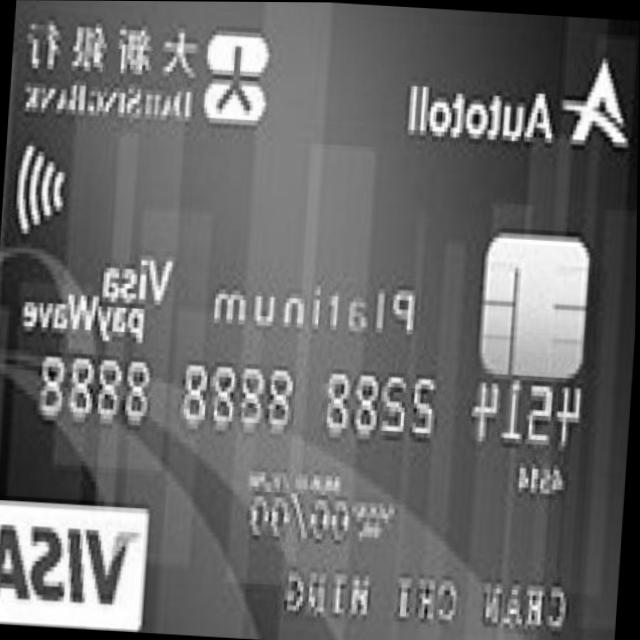 Autotoll
大新銀行
DAH SING BANK
Platinum
Visa
payWave
4514 5588 8888 8888
4514
00/00
CHAN CHI MING
VISA